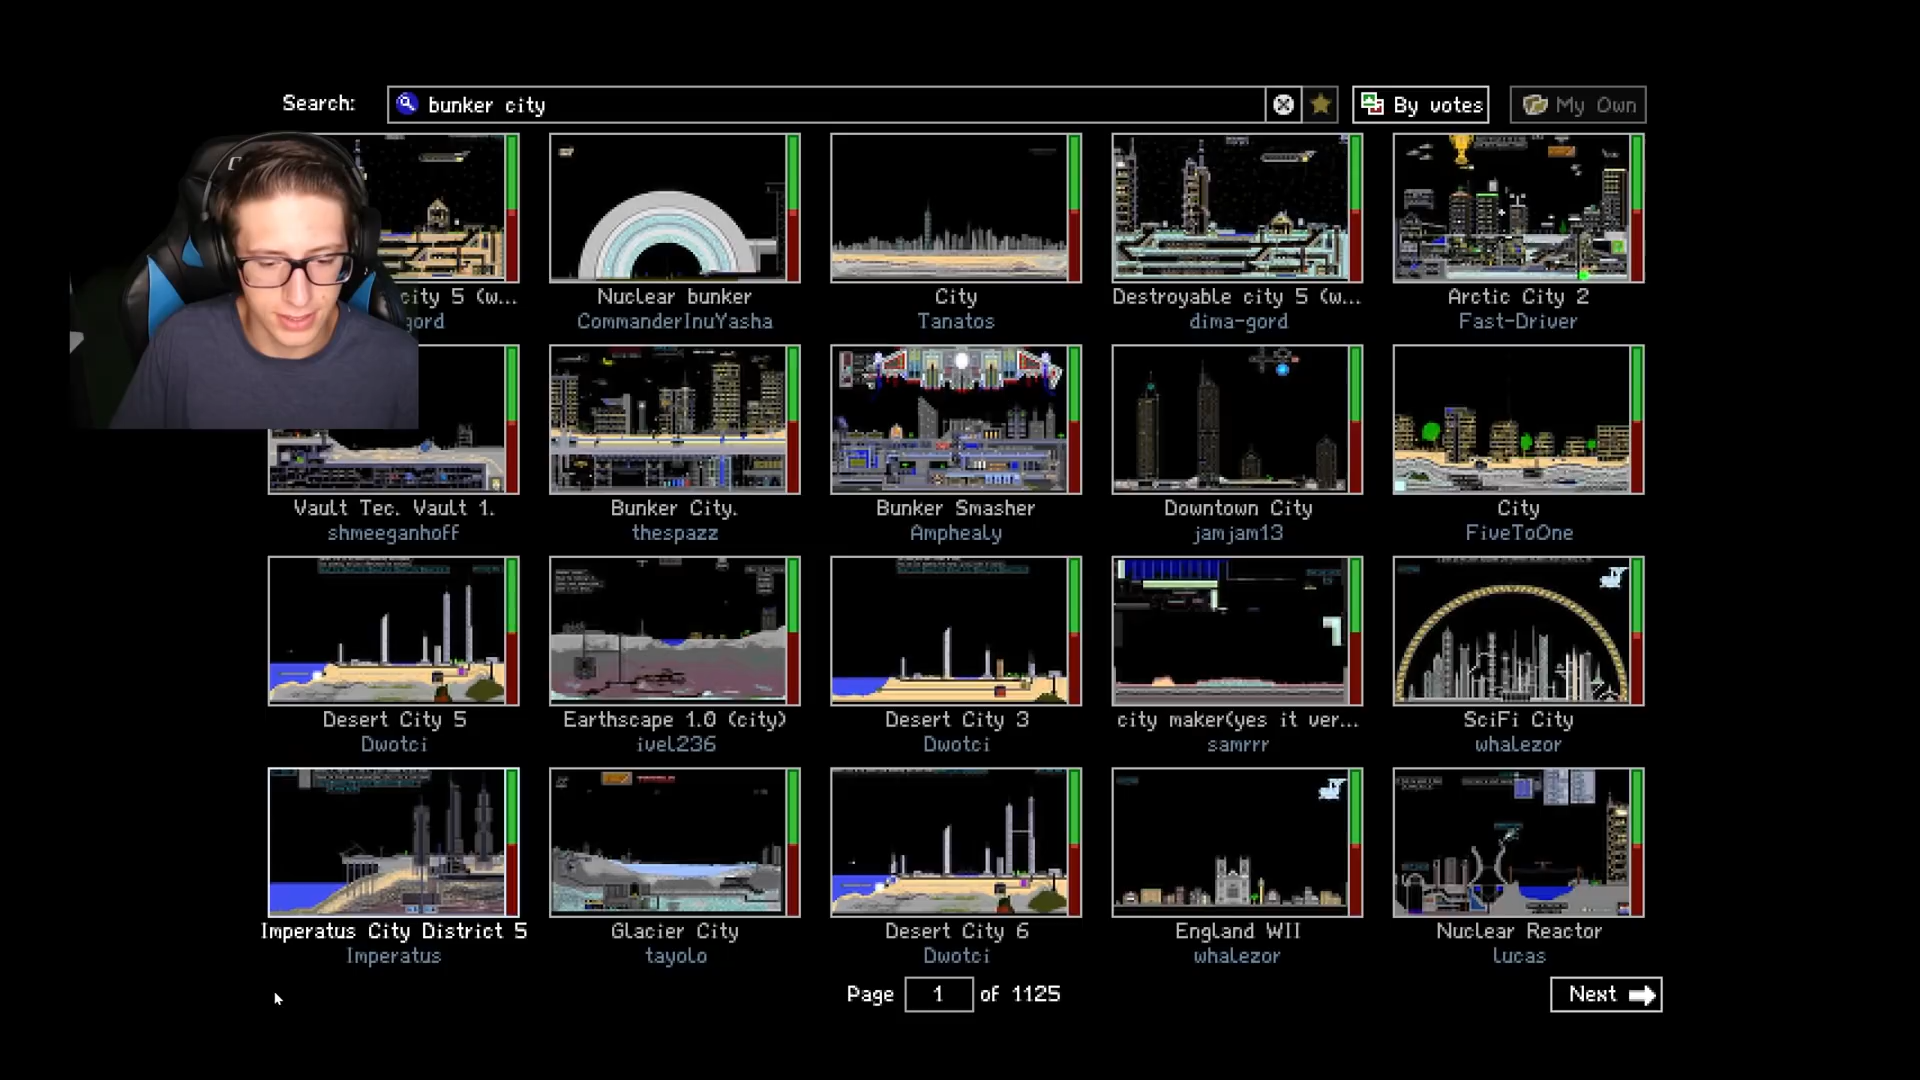 Search:
bunker city
By votes
My Own
city 5 (w...
gord
Nuclear bunker
CommanderInuYasha
City
Tanatos
Destroyable city 5 (w...
dima-gord
Arctic City 2
Fast-Driver
Vault Tec. Vault 1.
shmeeganhoff
Bunker City.
thespazz
Bunker Smasher
Amphealy
Downtown City
jamjam13
City
FiveToOne
Desert City 5
Dwotci
Earthscape 1.0 (city)
ivel236
Desert City 3
Dwotci
city maker(yes it ver...
samrrr
SciFi City
whalezor
Imperatus City District 5
Imperatus
Glacier City
tayolo
Desert City 6
Dwotci
England WII
whalezor
Nuclear Reactor
lucas
Page 1 of 1125
Next